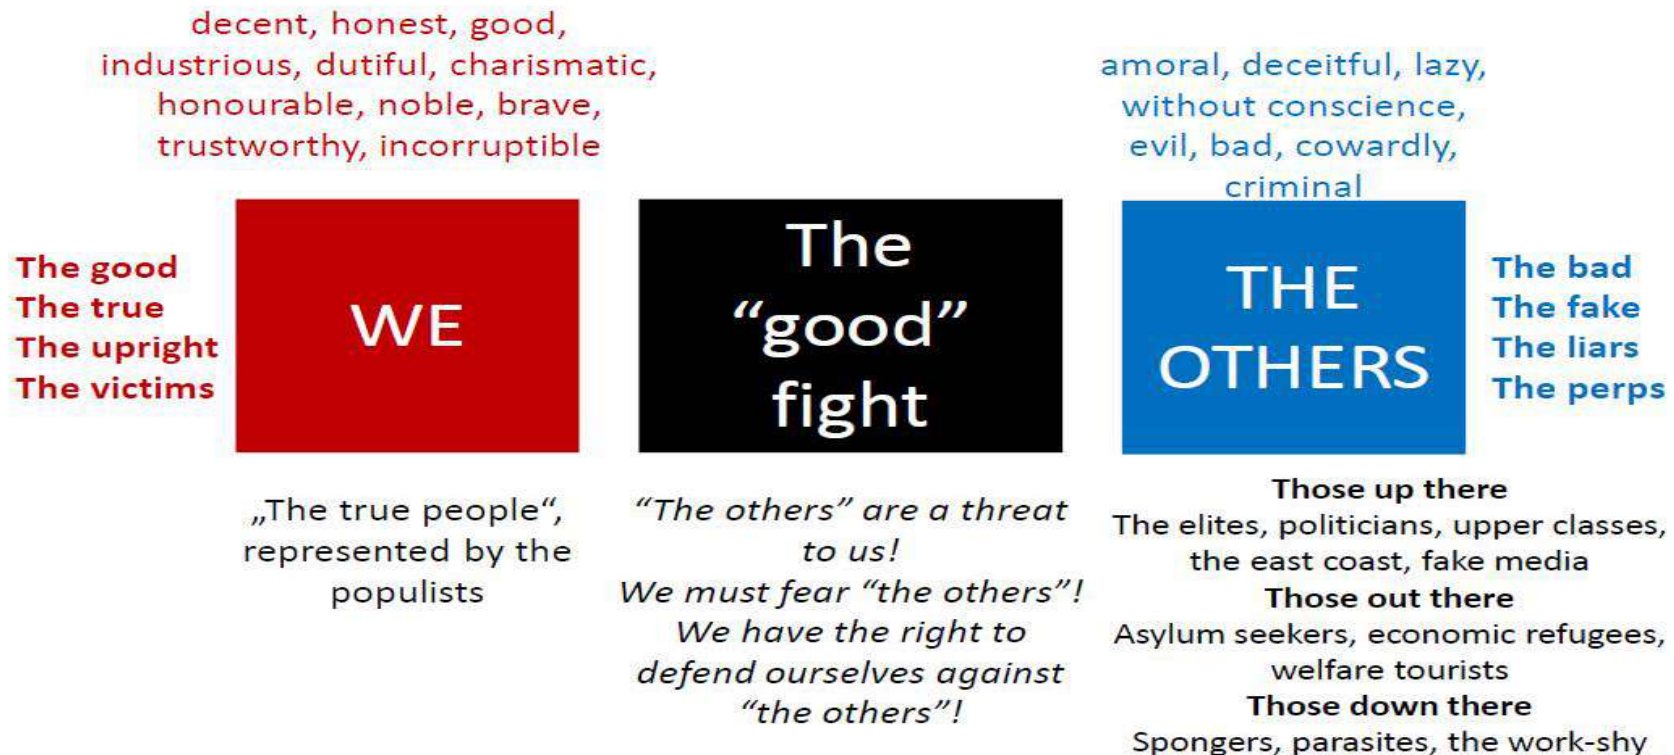 decent, honest, good,
industrious, dutiful, charismatic,
honourable, noble, brave,
trustworthy, incorruptible
amoral, deceitful, lazy,
without conscience,
evil, bad, cowardly,
criminal
The good
The true
The upright
The victims
WE
The
“good”
fight
THE
OTHERS
The bad
The fake
The liars
The perps
„The true people“,
represented by the
populists
“The others” are a threat
to us!
We must fear “the others”!
We have the right to
defend ourselves against
“the others”!
Those up there
The elites, politicians, upper classes,
the east coast, fake media
Those out there
Asylum seekers, economic refugees,
welfare tourists
Those down there
Spongers, parasites, the work-shy